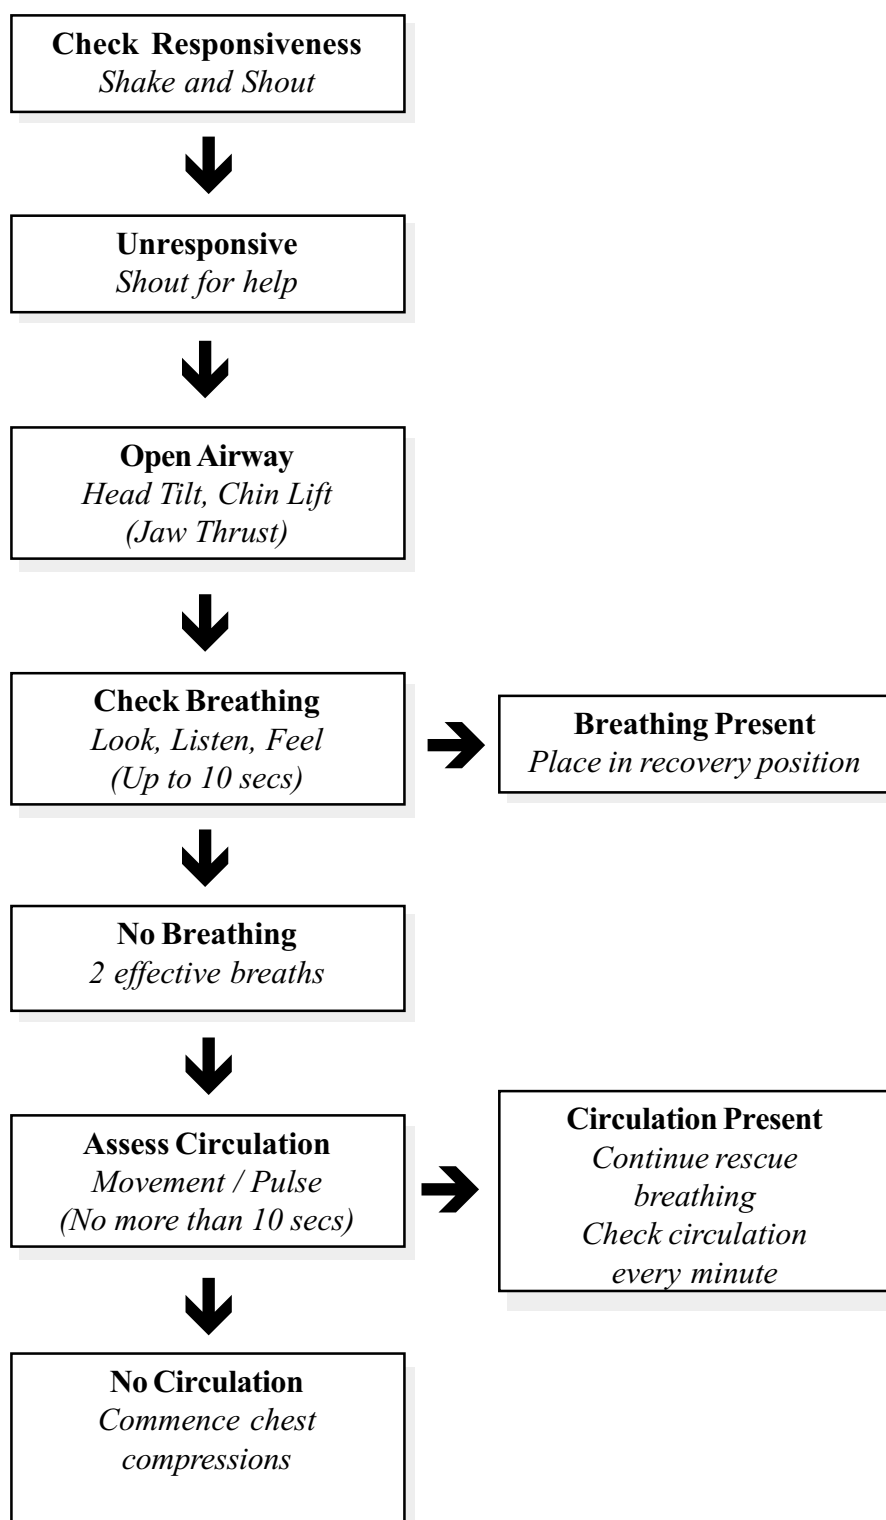 Check Responsiveness
Shake and Shout
Unresponsive
Shout for help
Open Airway
Head Tilt, Chin Lift
(Jaw Thrust)
Check Breathing
Look, Listen, Feel
(Up to 10 secs)
Breathing Present
Place in recovery position
No Breathing
2 effective breaths
Assess Circulation
Movement / Pulse
(No more than 10 secs)
Circulation Present
Continue rescue
breathing
Check circulation
every minute
No Circulation
Commence chest
compressions